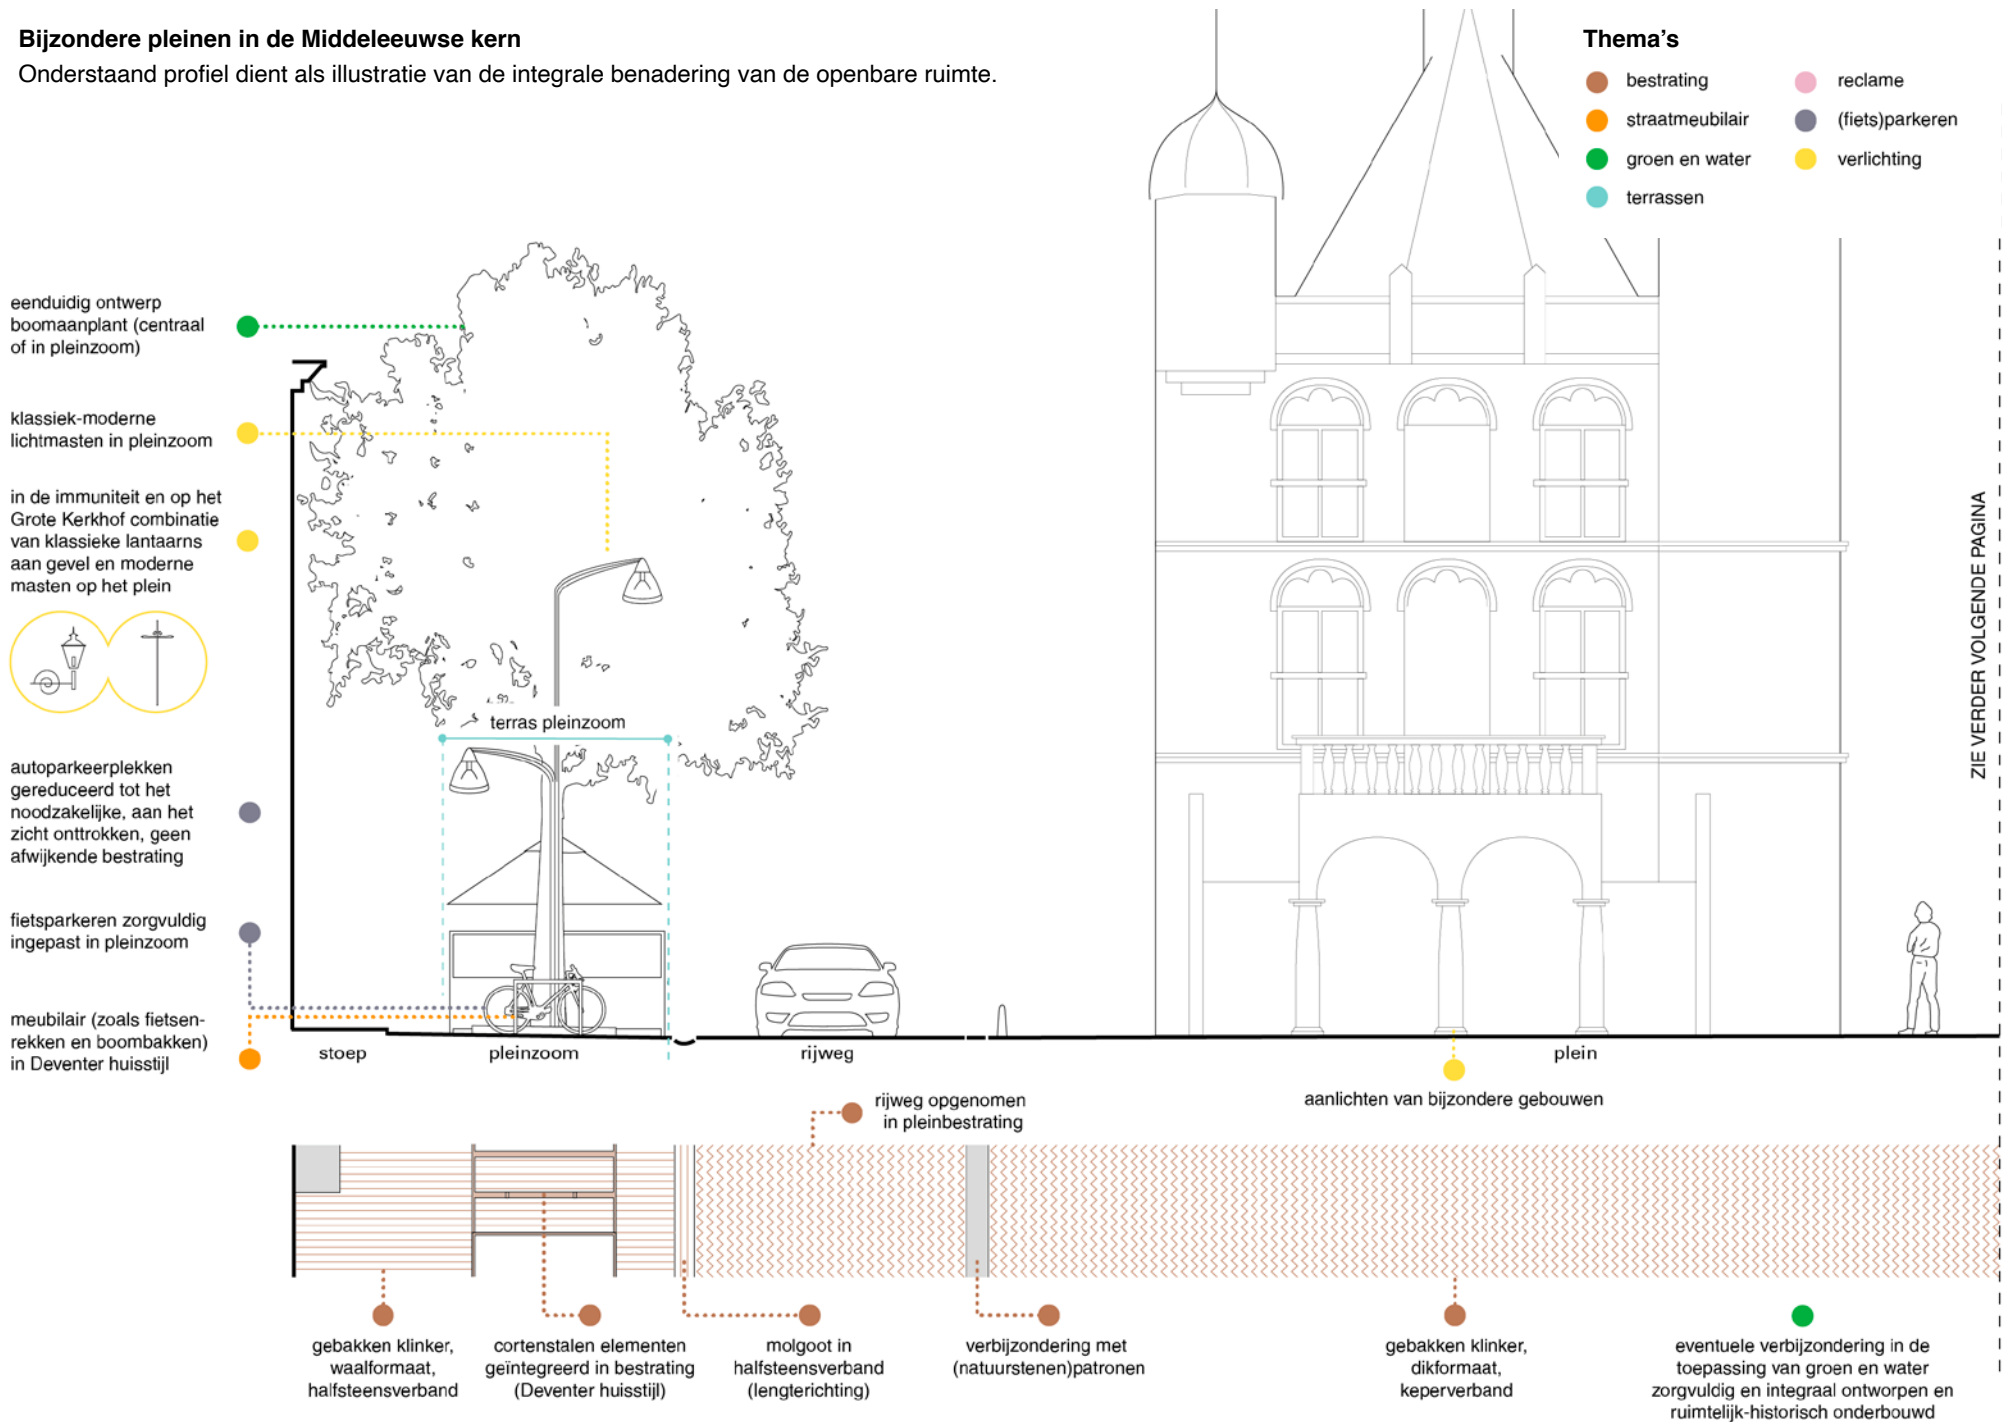 Bijzondere pleinen in de Middeleeuwse kern
Onderstaand profiel dient als illustratie van de integrale benadering van de openbare ruimte.
Thema's
bestrating
straatmeubilair
groen en water
terrassen
reclame
(fiets)parkeren
verlichting
eenduidig ontwerp
boomaanplant (centraal
of in pleinzoom)
klassiek-moderne
lichtmasten in pleinzoom
in de immuniteit en op het
Grote Kerkhof combinatie
van klassieke lantaarns
aan gevel en moderne
masten op het plein
autoparkeerplekken
gereduceerd tot het
noodzakelijke, aan het
zicht onttrokken, geen
afwijkende bestrating
fietsparkeren zorgvuldig
ingepast in pleinzoom
meubilair (zoals fietsen-
rekken en boombakken)
in Deventer huisstijl
terras pleinzoom
ZIE VERDER VOLGENDE PAGINA
stoep
pleinzoom
rijweg
plein
aanlichten van bijzondere gebouwen
rijweg opgenomen
in pleinbestrating
gebakken klinker,
waalformaat,
halfsteensverband
cortenstalen elementen
geïntegreerd in bestrating
(Deventer huisstijl)
molgoot in
halfsteensverband
(lengterichting)
verbijzondering met
(natuurstenen)patronen
gebakken klinker,
dikformaat,
keperverband
eventuele verbijzondering in de
toepassing van groen en water
zorgvuldig en integraal ontworpen en
ruimtelijk-historisch onderbouwd